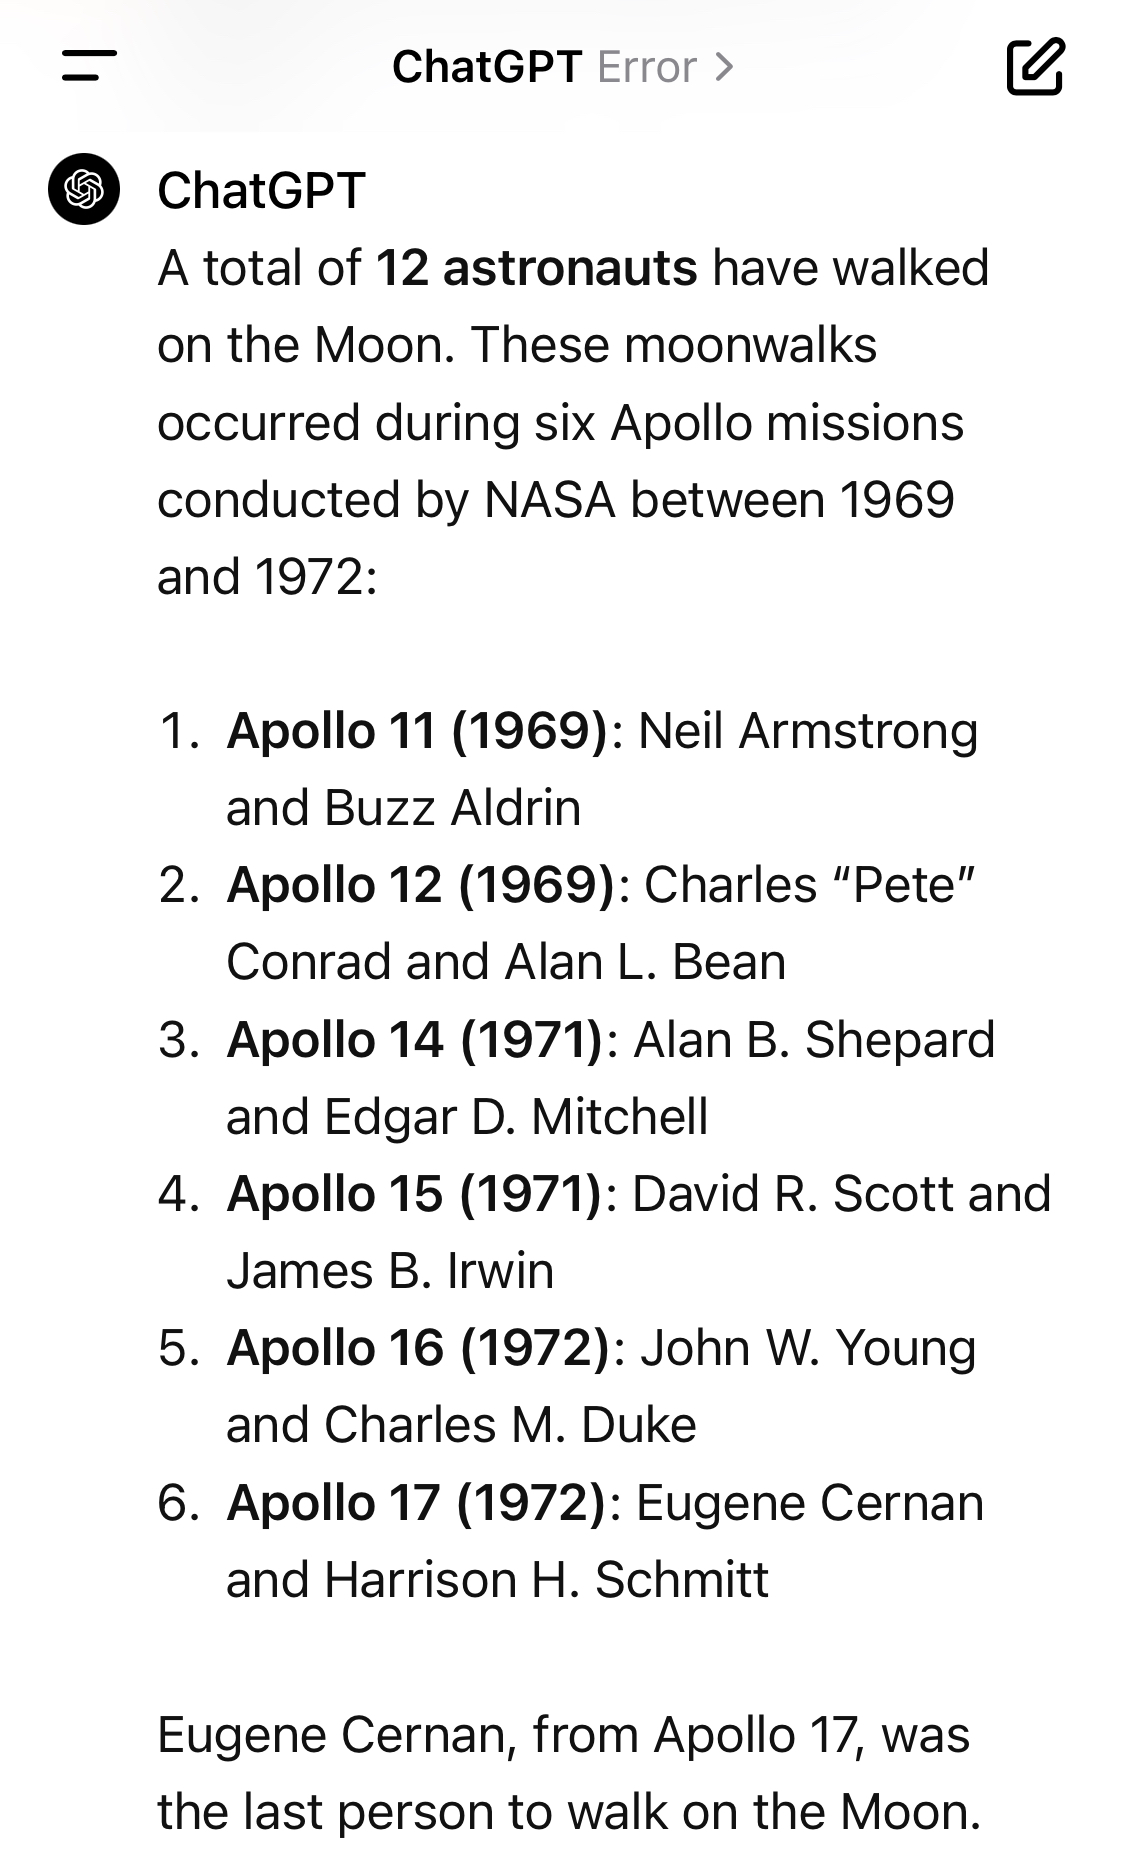 ChatGPT Error >
ChatGPT
A total of 12 astronauts have walked
on the Moon. These moonwalks
occurred during six Apollo missions
conducted by NASA between 1969
and 1972:
1. Apollo 11 (1969): Neil Armstrong
and Buzz Aldrin
2. Apollo 12 (1969): Charles “Pete”
Conrad and Alan L. Bean
3. Apollo 14 (1971): Alan B. Shepard
and Edgar D. Mitchell
4. Apollo 15 (1971): David R. Scott and
James B. Irwin
5. Apollo 16 (1972): John W. Young
and Charles M. Duke
6. Apollo 17 (1972): Eugene Cernan
and Harrison H. Schmitt
Eugene Cernan, from Apollo 17, was
the last person to walk on the Moon.